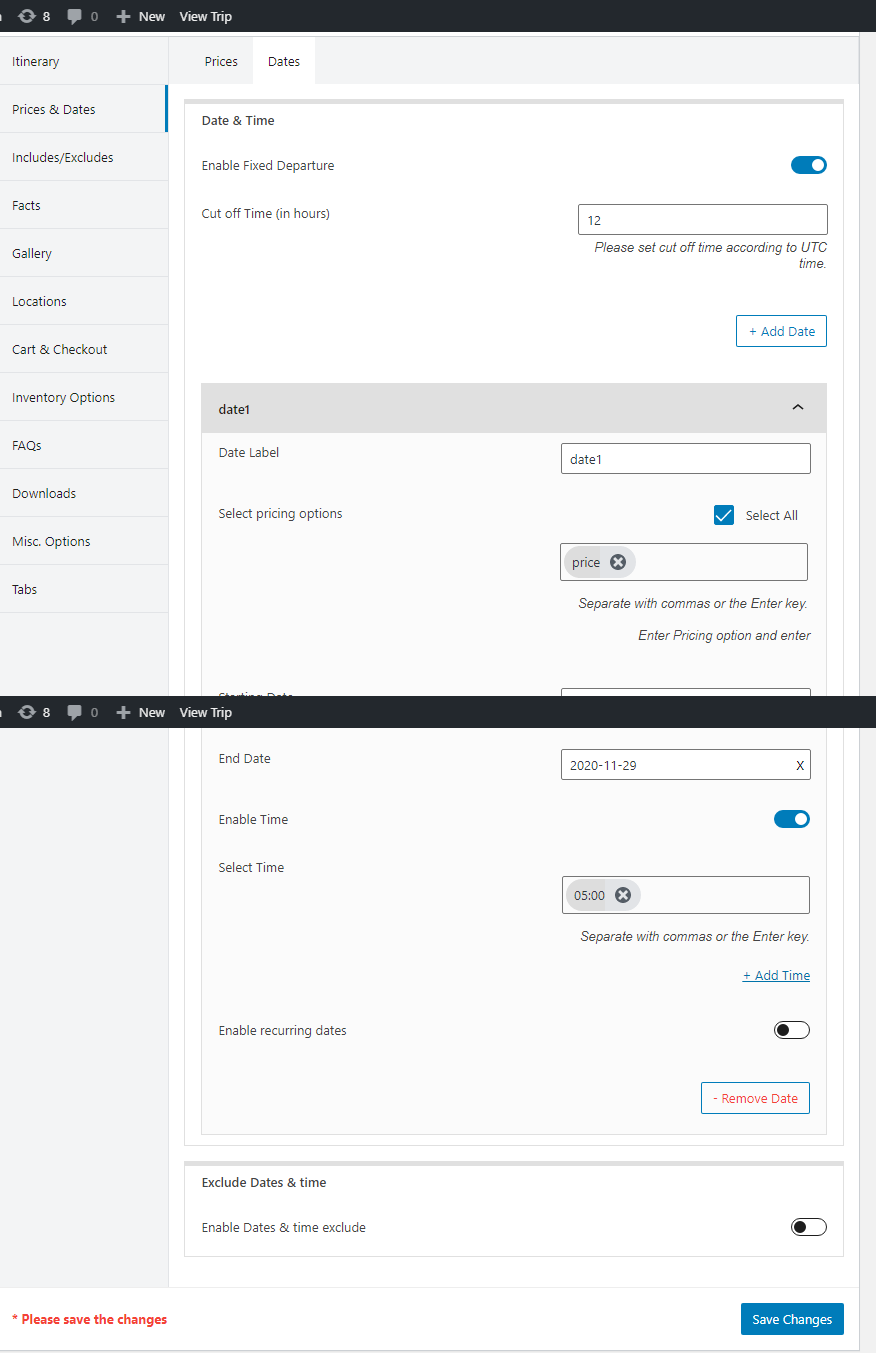 8 0 New View Trip
Itinerary
Prices & Dates
Includes/Excludes
Facts
Gallery
Locations
Cart & Checkout
Inventory Options
FAQs
Downloads
Misc. Options
Tabs
Prices Dates
Date & Time
Enable Fixed Departure
Cut off Time (in hours)
12
Please set cut off time according to UTC
time.
+ Add Date
date1
Date Label
date1
Select pricing options
Select All
price
Separate with commas or the Enter key.
Enter Pricing option and enter
Starting Date
8 0 New View Trip
End Date
2020-11-29 X
Enable Time
Select Time
05:00
Separate with commas or the Enter key.
+ Add Time
Enable recurring dates
- Remove Date
Exclude Dates & time
Enable Dates & time exclude
* Please save the changes
Save Changes